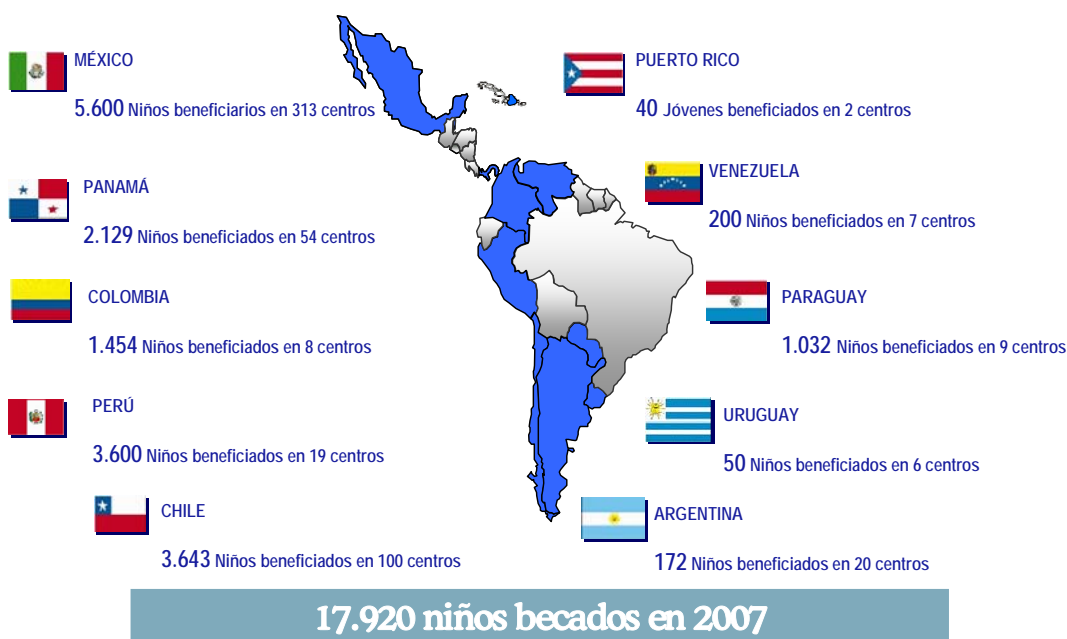 MÉXICO
5.600 Niños beneficiarios en 313 centros
PANAMÁ
2.129 Niños beneficiados en 54 centros
COLOMBIA
1.454 Niños beneficiados en 8 centros
PERÚ
3.600 Niños beneficiados en 19 centros
CHILE
3.643 Niños beneficiados en 100 centros
PUERTO RICO
40 Jóvenes beneficiados en 2 centros
VENEZUELA
200 Niños beneficiados en 7 centros
PARAGUAY
1.032 Niños beneficiados en 9 centros
URUGUAY
50 Niños beneficiados en 6 centros
ARGENTINA
172 Niños beneficiados en 20 centros
17.920 niños becados en 2007